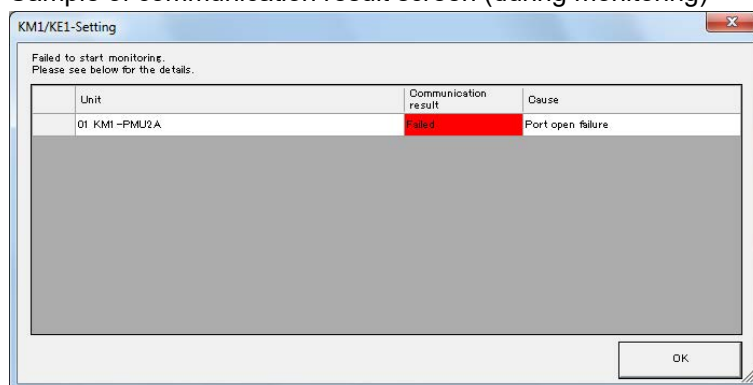 Sample of communication result screen (during monitoring)
KM1/KE1-Setting
Failed to start monitoring.
Please see below for the details.
Unit
Communication
result
Cause
01 KM1-PMU2A
Failed
Port open failure
OK